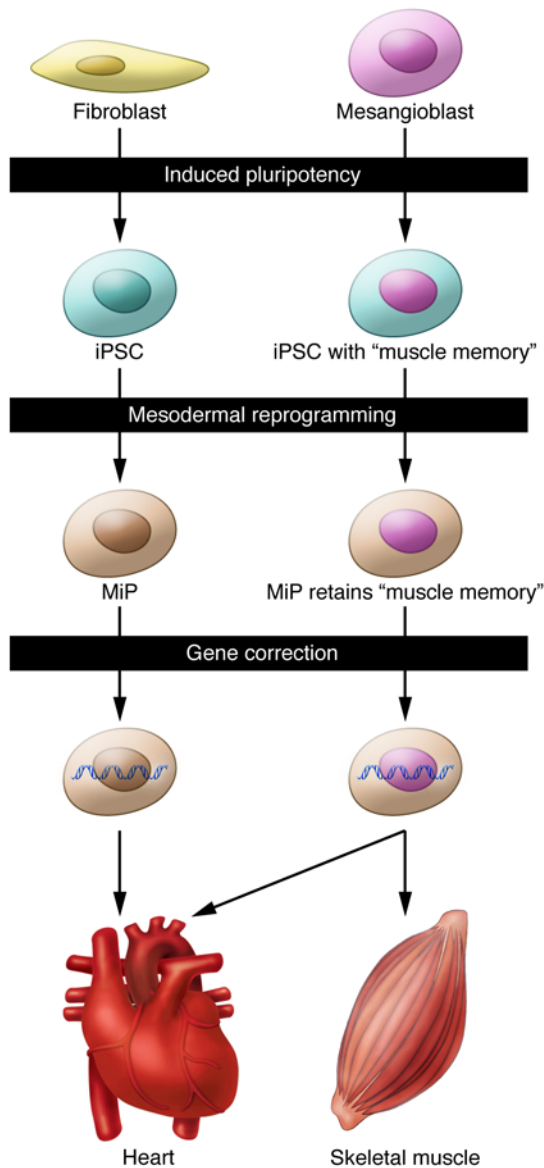 Fibroblast
Mesangioblast
Induced pluripotency
iPSC
iPSC with “muscle memory”
Mesodermal reprogramming
MiP
MiP retains “muscle memory”
Gene correction
Heart
Skeletal muscle